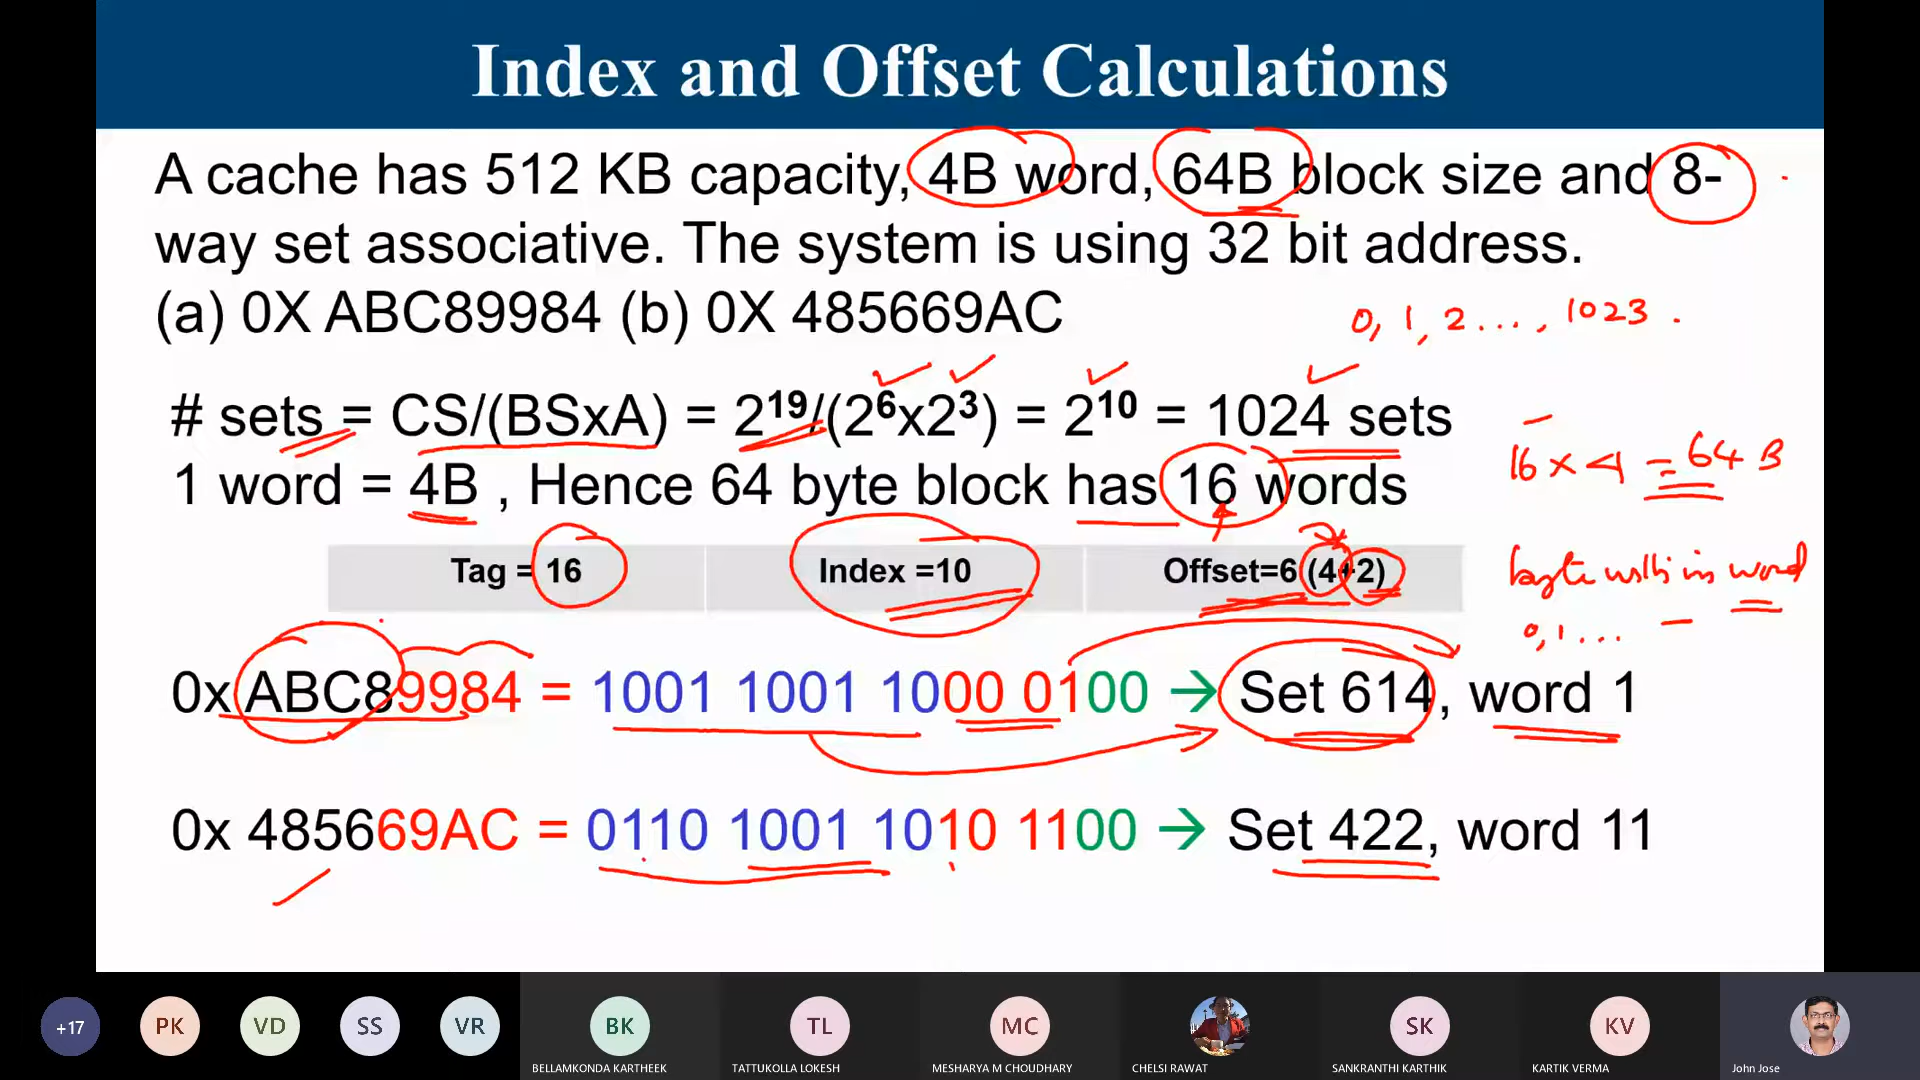 Index and Offset Calculations
A cache has 512 KB capacity, 4B word, 64B block size and 8-
way set associative. The system is using 32 bit address.
(a) 0X ABC89984 (b) 0X 485669AC
0, 1, 2 ..., 1023 .
# sets = CS/(BSxA) = 2¹⁹/(2⁶x2³) = 2¹⁰ = 1024 sets
16 x 4 = 64 B
1 word = 4B , Hence 64 byte block has 16 words
Tag = 16 Index =10 Offset=6 (4+2)
byte within word
0, 1 ...
0x ABC89984 = 1001 1001 1000 0100 → Set 614, word 1
0x 485669AC = 0110 1001 1010 1100 → Set 422, word 11
+17 PK VD SS VR BK TL MC SK KV
BELLAMKONDA KARTHEEK TATTUKOLLA LOKESH MESHARYA M CHOUDHARY CHELSI RAWAT SANKRANTHI KARTHIK KARTIK VERMA John Jose